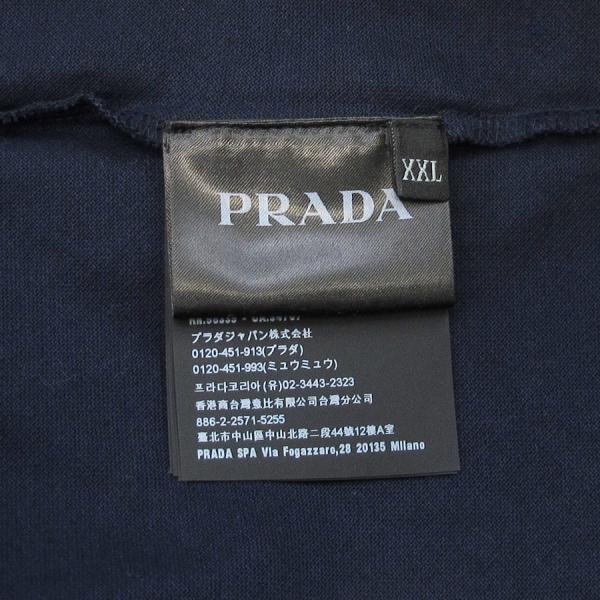 PRADA
XXL
プラダジャパン株式会社
0120-451-913(プラダ)
0120-451-993(ミュウミュウ)
프라다코리아(유)02-3443-2323
香港商台灣意比有限公司台灣分公司
886-2-2571-5255
臺北市中山區中山北路二段44號12樓A室
PRADA SPA Via Fogazzaro,28 20135 Milano